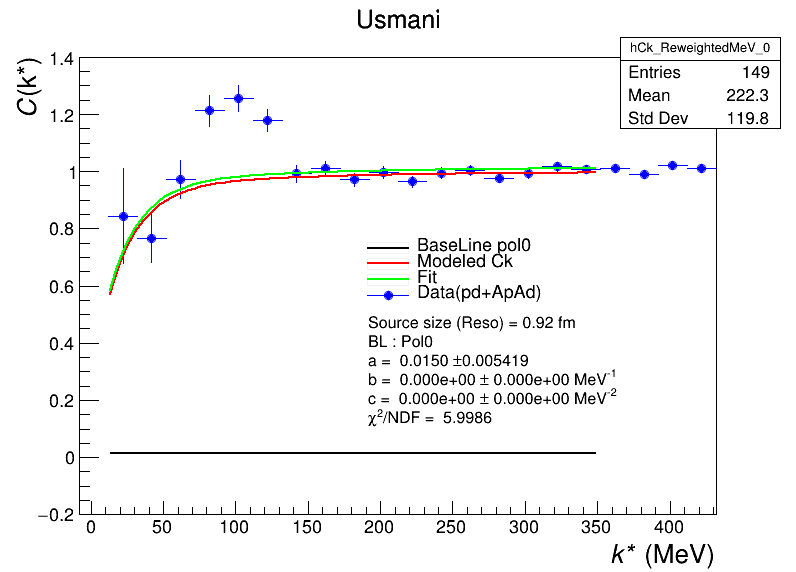 Usmani
hCk_ReweightedMeV_0
Entries 149
Mean 222.3
Std Dev 119.8
C(k*)
1.4
1.2
1
0.8
0.6
0.4
0.2
0
−0.2
BaseLine pol0
Modeled Ck
Fit
Data(pd+ApAd)
Source size (Reso) = 0.92 fm
BL : Pol0
a = 0.0150 ±0.005419
b = 0.000e+00 ± 0.000e+00 MeV⁻¹
c = 0.000e+00 ± 0.000e+00 MeV⁻²
χ²/NDF = 5.9986
0 50 100 150 200 250 300 350 400
k* (MeV)